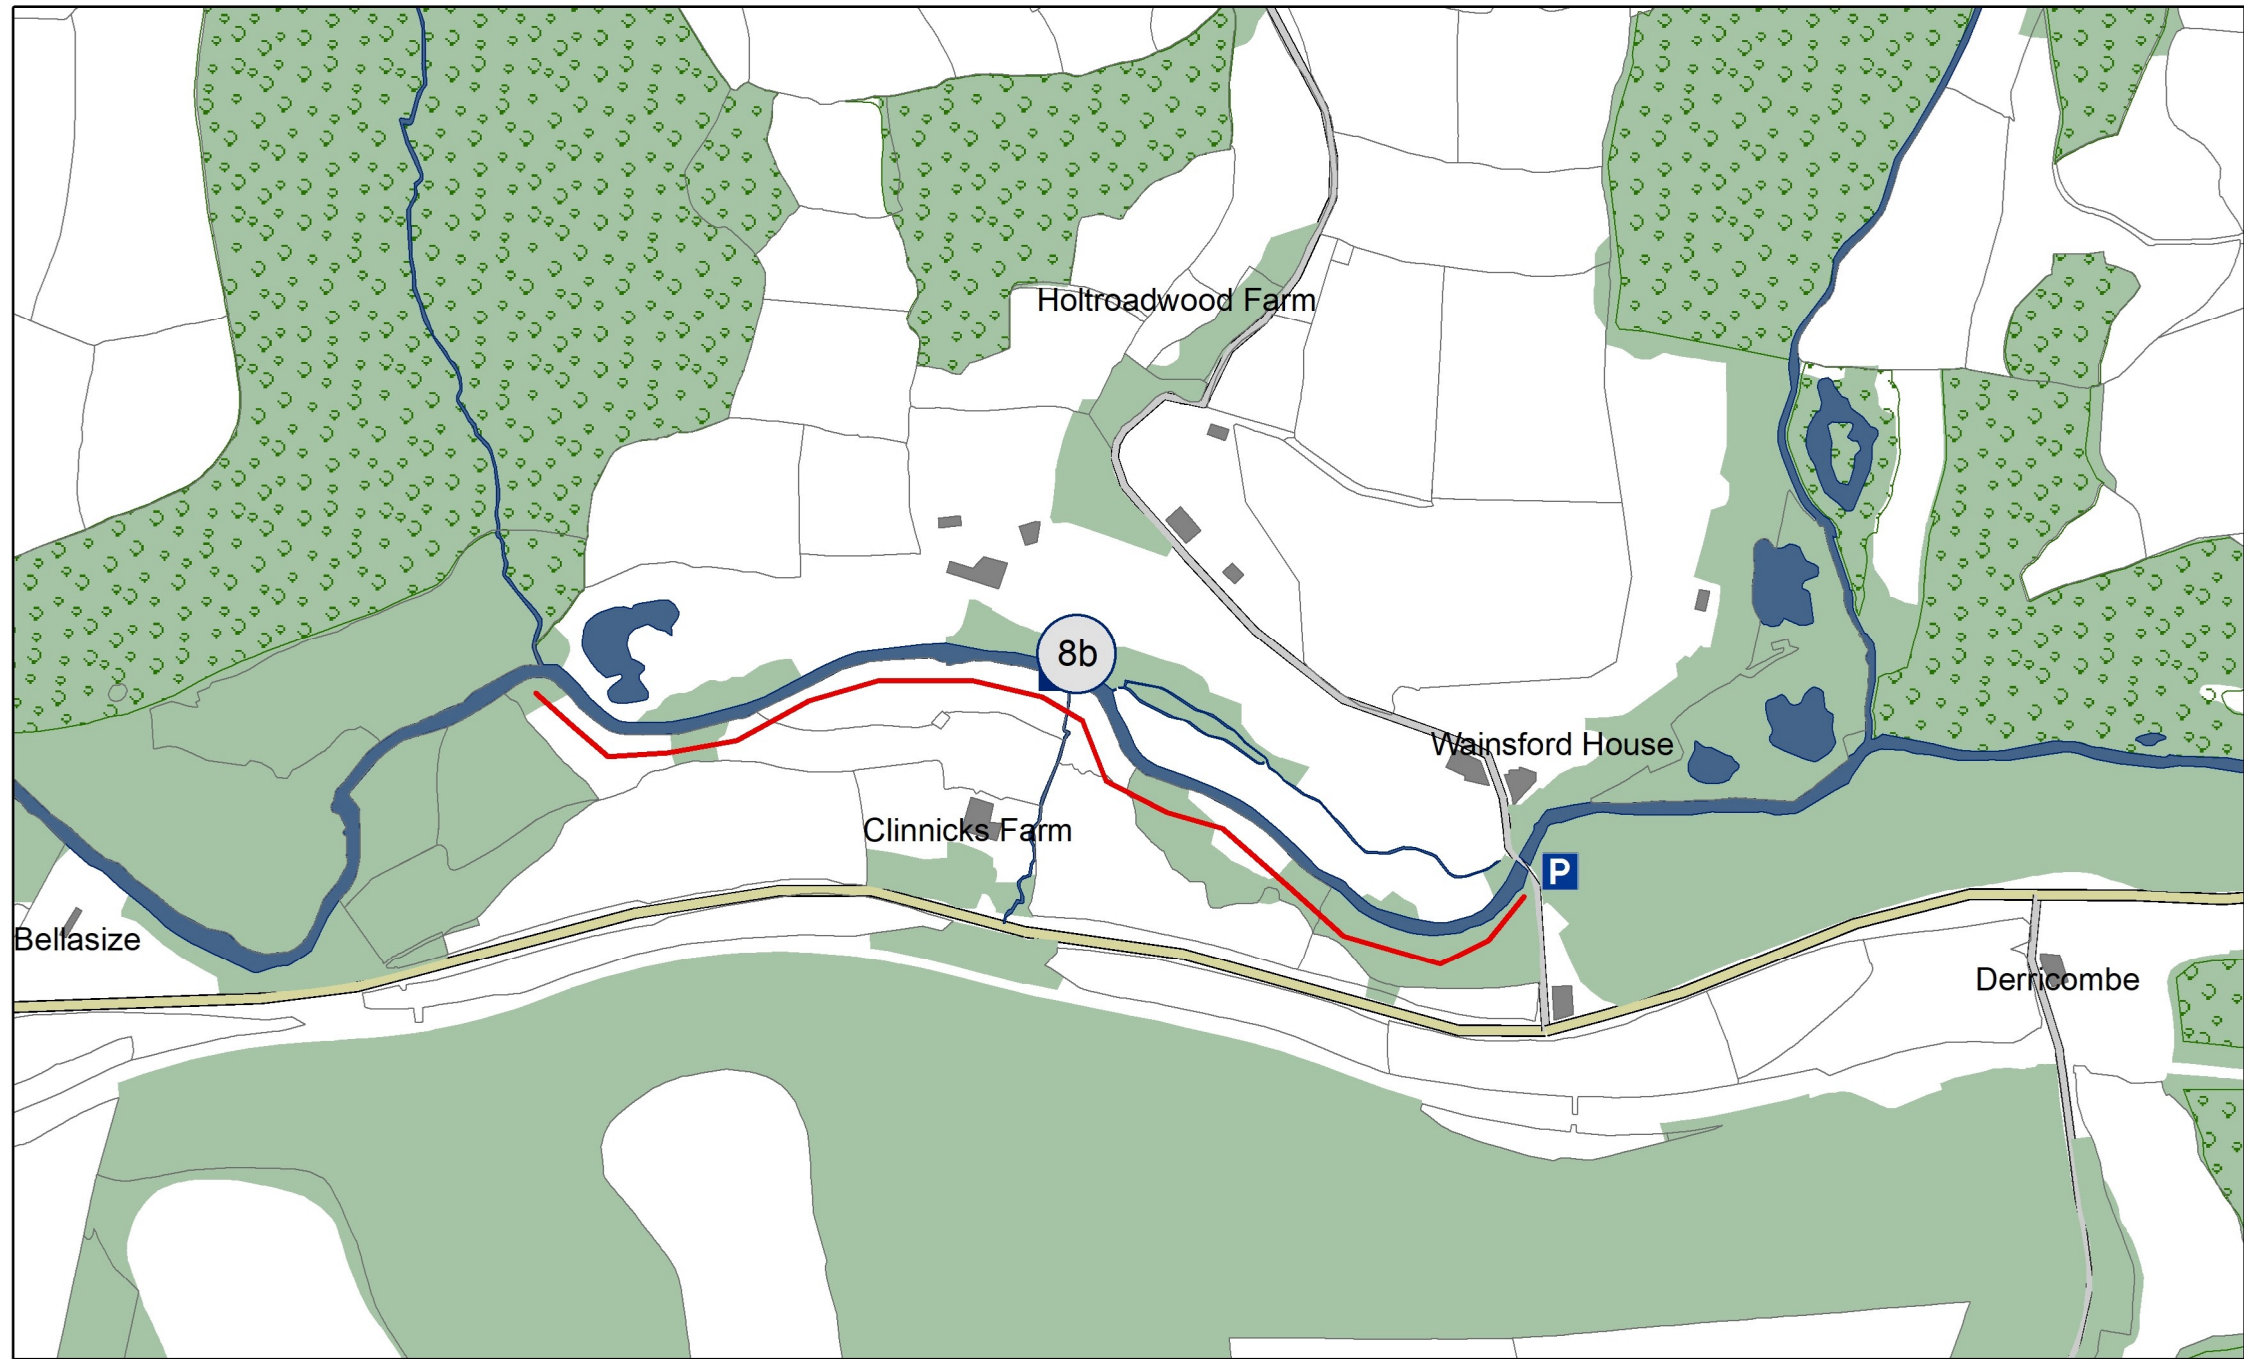 Holtroadwood Farm
8b
Wainsford House
Clinnicks Farm
P
Bellasize
Derricombe